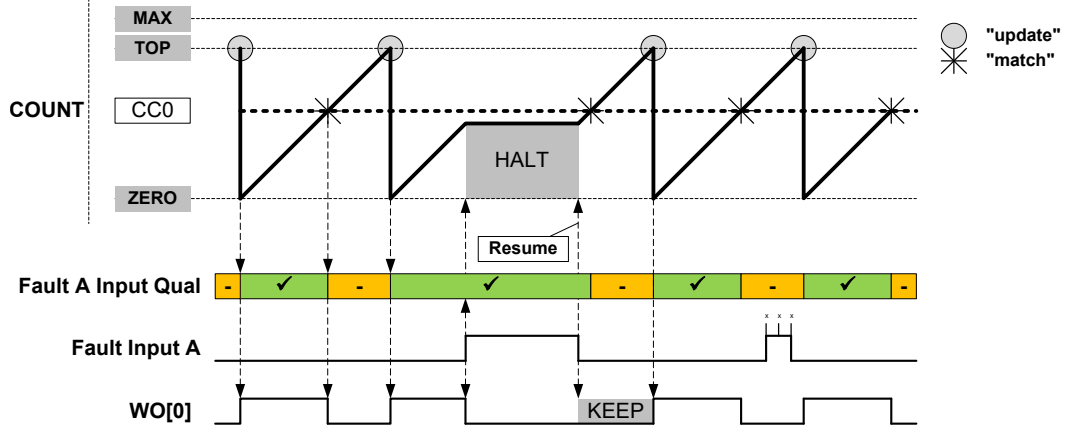 MAX
"update"
TOP
"match"
COUNT
CC0
HALT
ZERO
Resume
Fault A Input Qual
- ✓ - ✓ - ✓ - ✓ -
x x x
Fault Input A
WO[0]
KEEP